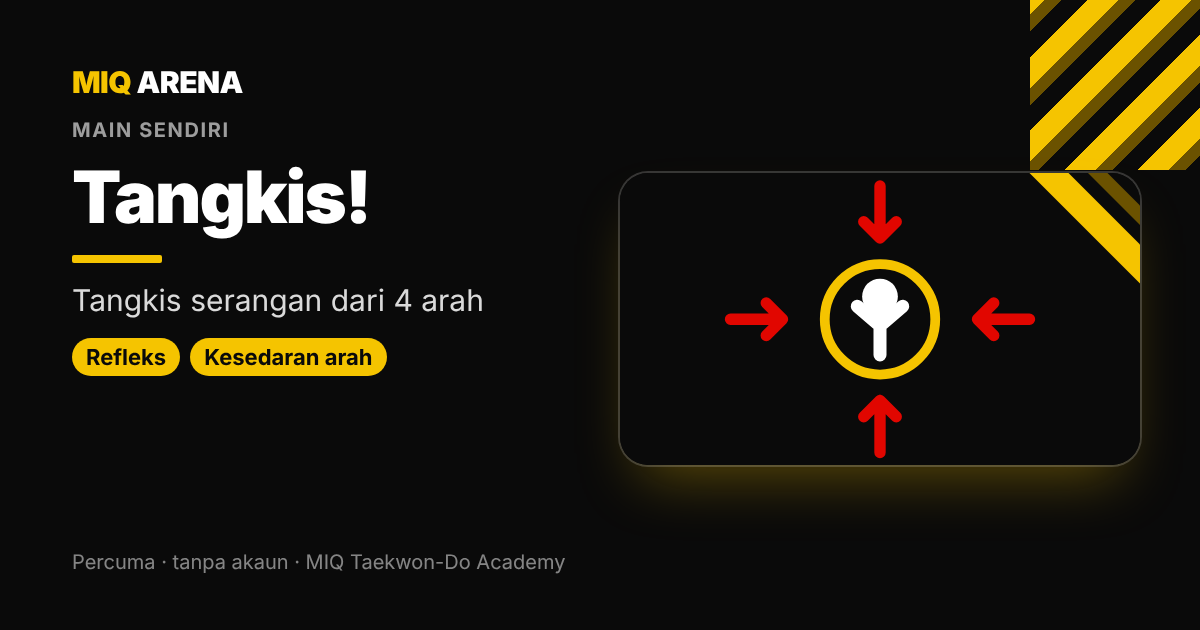 MIQ ARENA
MAIN SENDIRI
Tangkis!
Tangkis serangan dari 4 arah
Refleks Kesedaran arah
Percuma · tanpa akaun · MIQ Taekwon-Do Academy